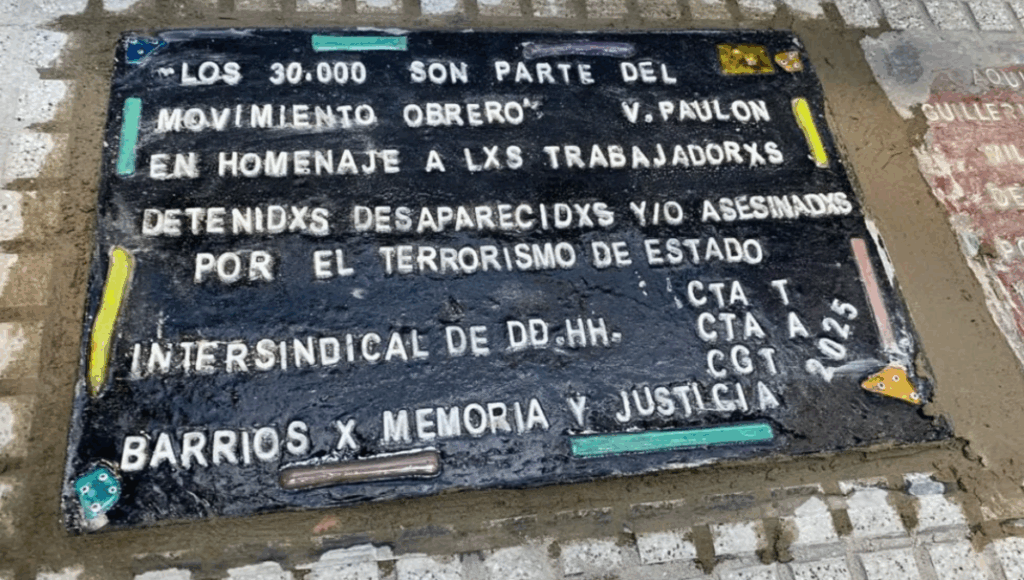 "LOS 30.000 SON PARTE DEL
MOVIMIENTO OBRERO" V. PAULON
EN HOMENAJE A LXS TRABAJADORXS
DETENIDXS DESAPARECIDXS Y/O ASESINADXS
POR EL TERRORISMO DE ESTADO
INTERSINDICAL DE DD.HH.
CTA T
CTA A
CGT
2025
BARRIOS X MEMORIA Y JUSTICIA